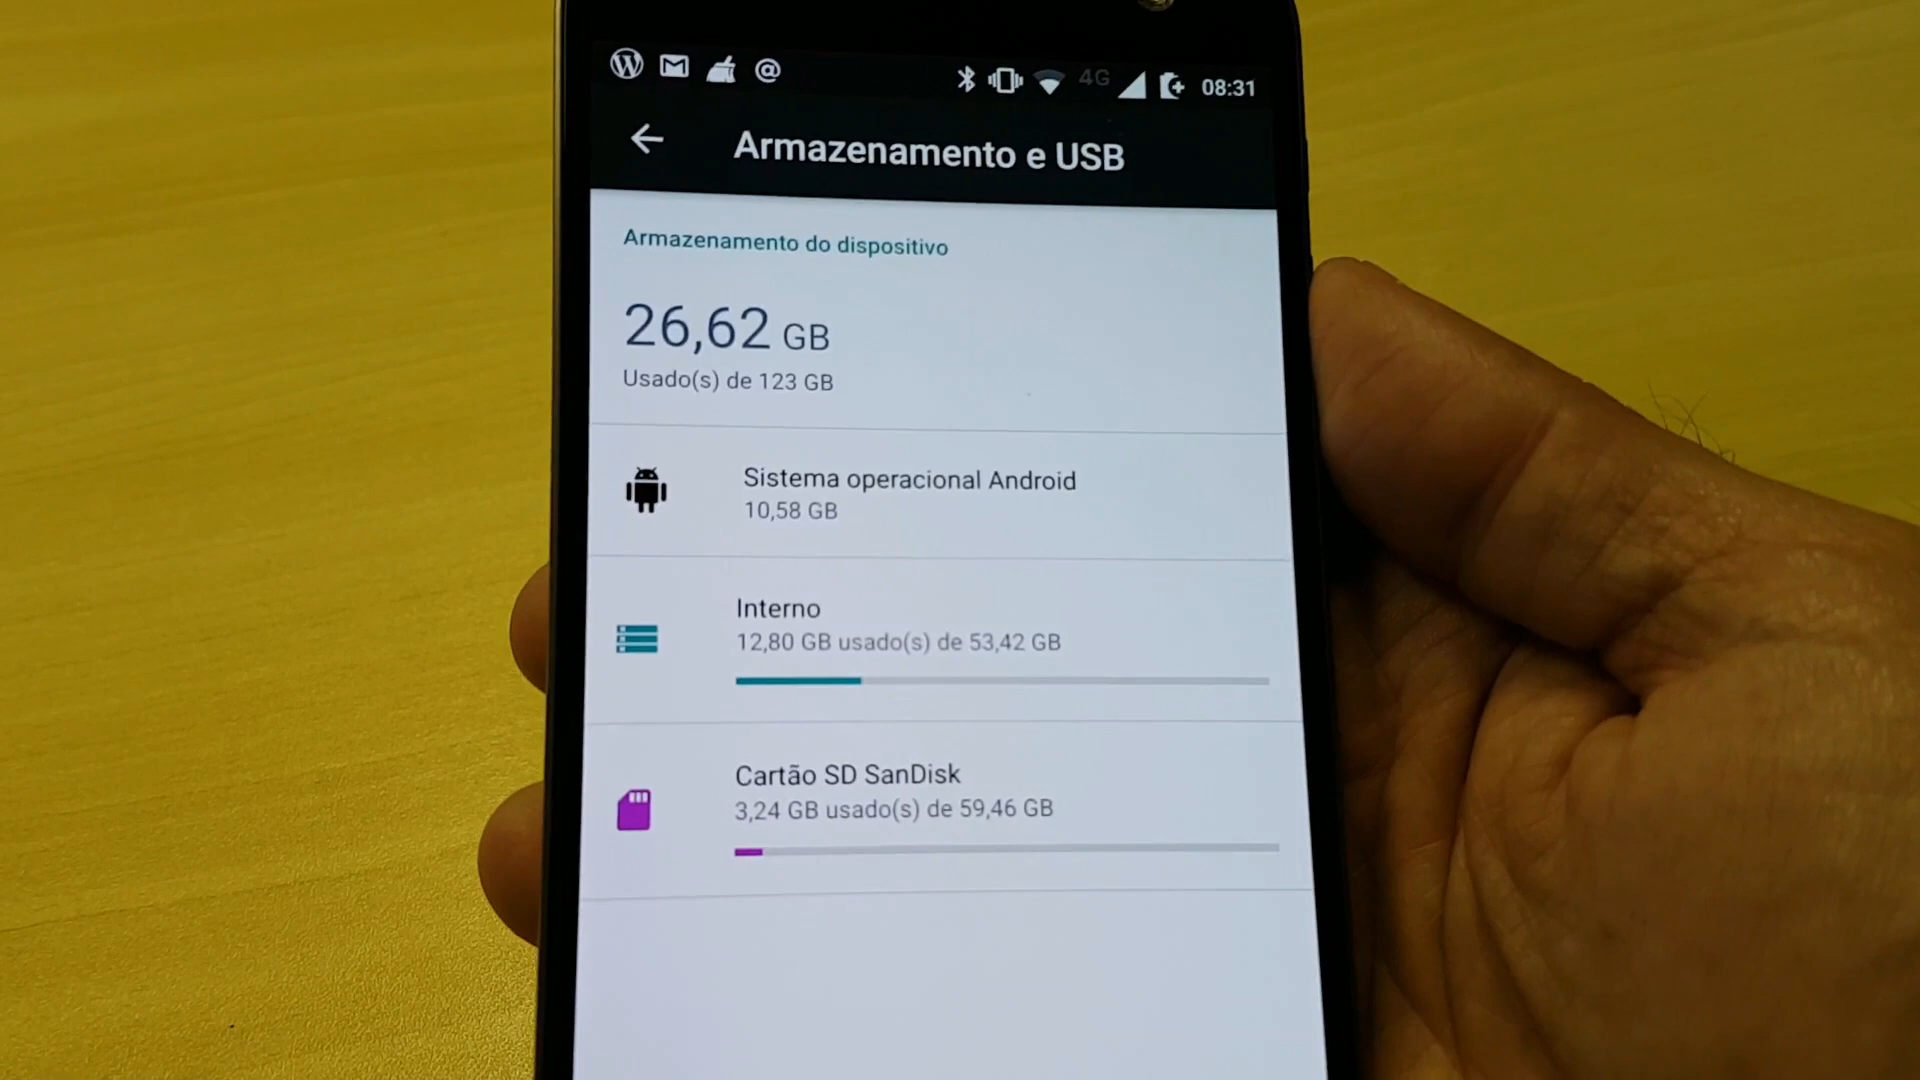 4G 08:31
Armazenamento e USB
Armazenamento do dispositivo
26,62 GB
Usado(s) de 123 GB
Sistema operacional Android
10,58 GB
Interno
12,80 GB usado(s) de 53,42 GB
Cartão SD SanDisk
3,24 GB usado(s) de 59,46 GB